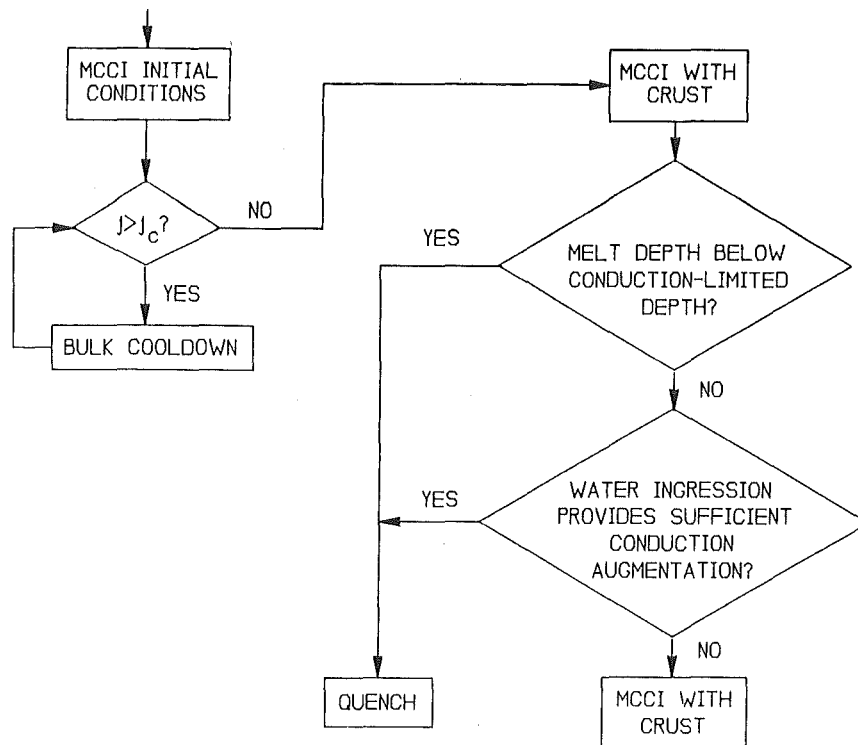 MCCI INITIAL
CONDITIONS
j>j_c?
NO
YES
BULK COOLDOWN
MCCI WITH
CRUST
MELT DEPTH BELOW
CONDUCTION-LIMITED
DEPTH?
YES
NO
WATER INGRESSION
PROVIDES SUFFICIENT
CONDUCTION
AUGMENTATION?
YES
NO
QUENCH
MCCI WITH
CRUST